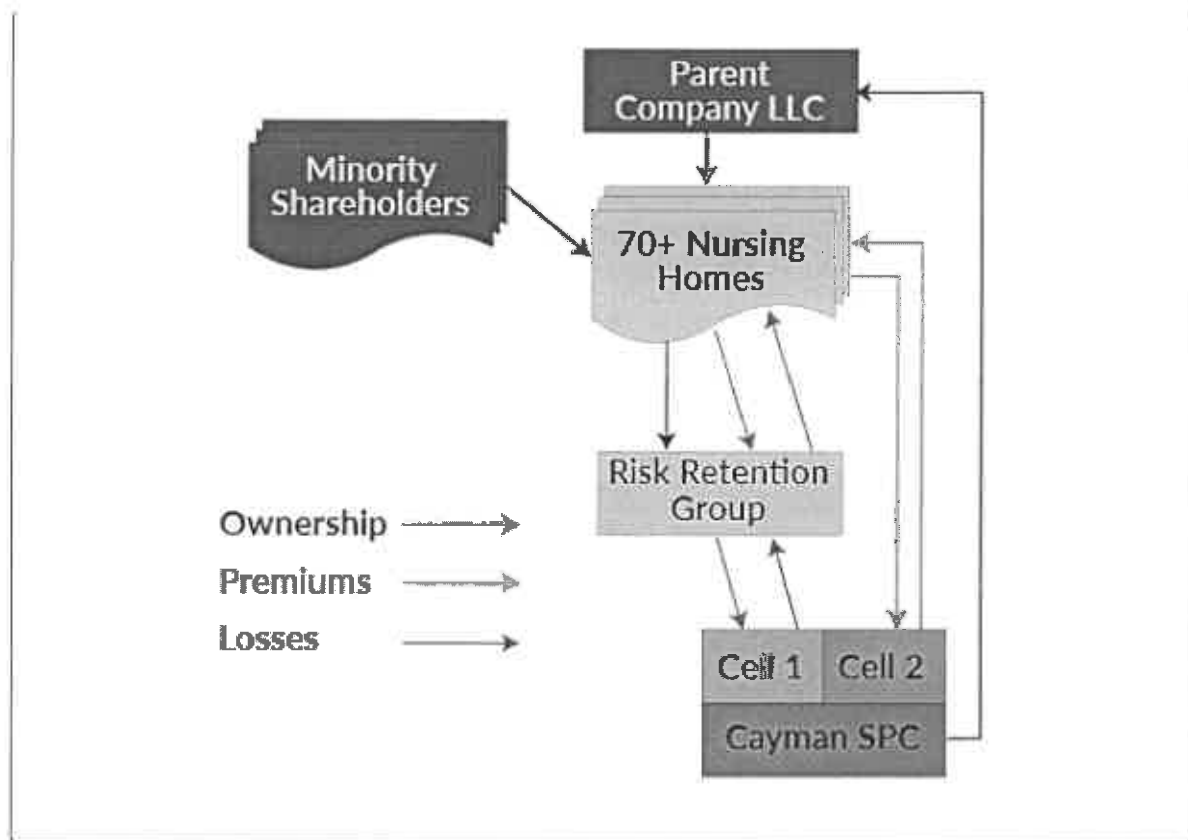 Parent
Company LLC
Minority
Shareholders
70+ Nursing
Homes
Risk Retention
Group
Ownership
Premiums
Losses
Cell 1
Cell 2
Cayman SPC